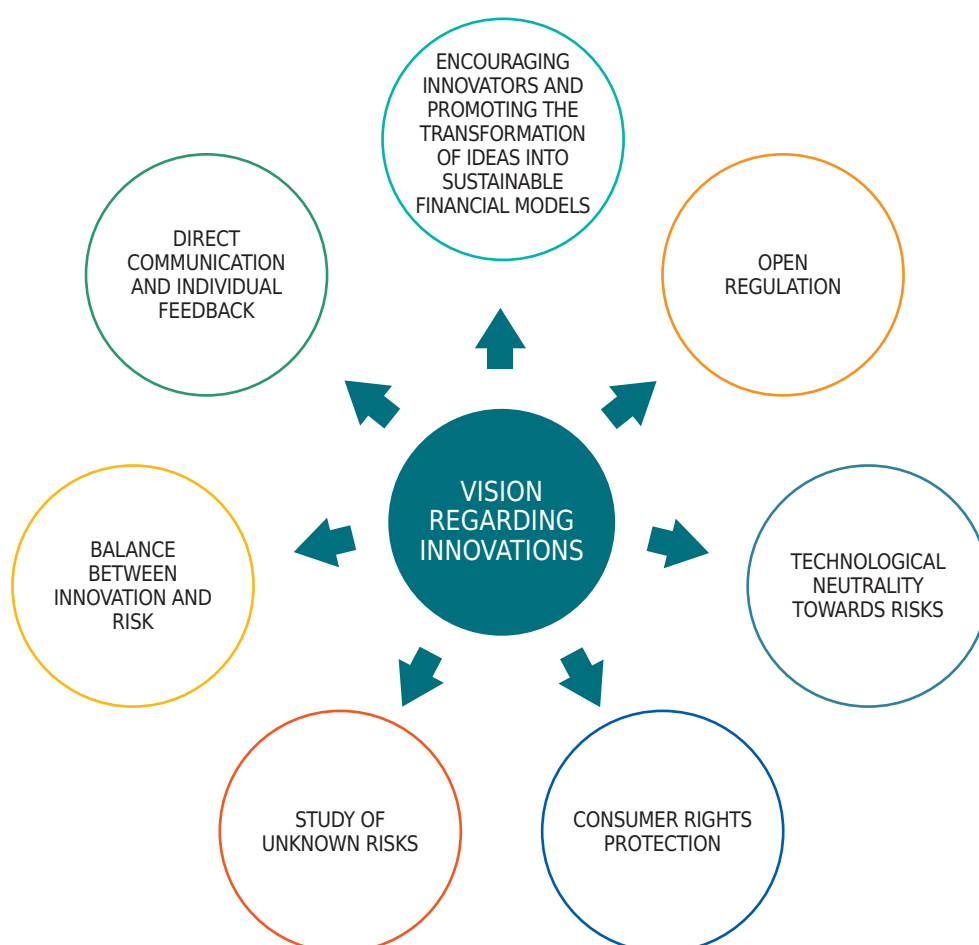 ENCOURAGING
INNOVATORS AND
PROMOTING THE
TRANSFORMATION
OF IDEAS INTO
SUSTAINABLE
FINANCIAL MODELS
DIRECT
COMMUNICATION
AND INDIVIDUAL
FEEDBACK
OPEN
REGULATION
VISION
REGARDING
INNOVATIONS
BALANCE
BETWEEN
INNOVATION AND
RISK
TECHNOLOGICAL
NEUTRALITY
TOWARDS RISKS
STUDY OF
UNKNOWN RISKS
CONSUMER RIGHTS
PROTECTION